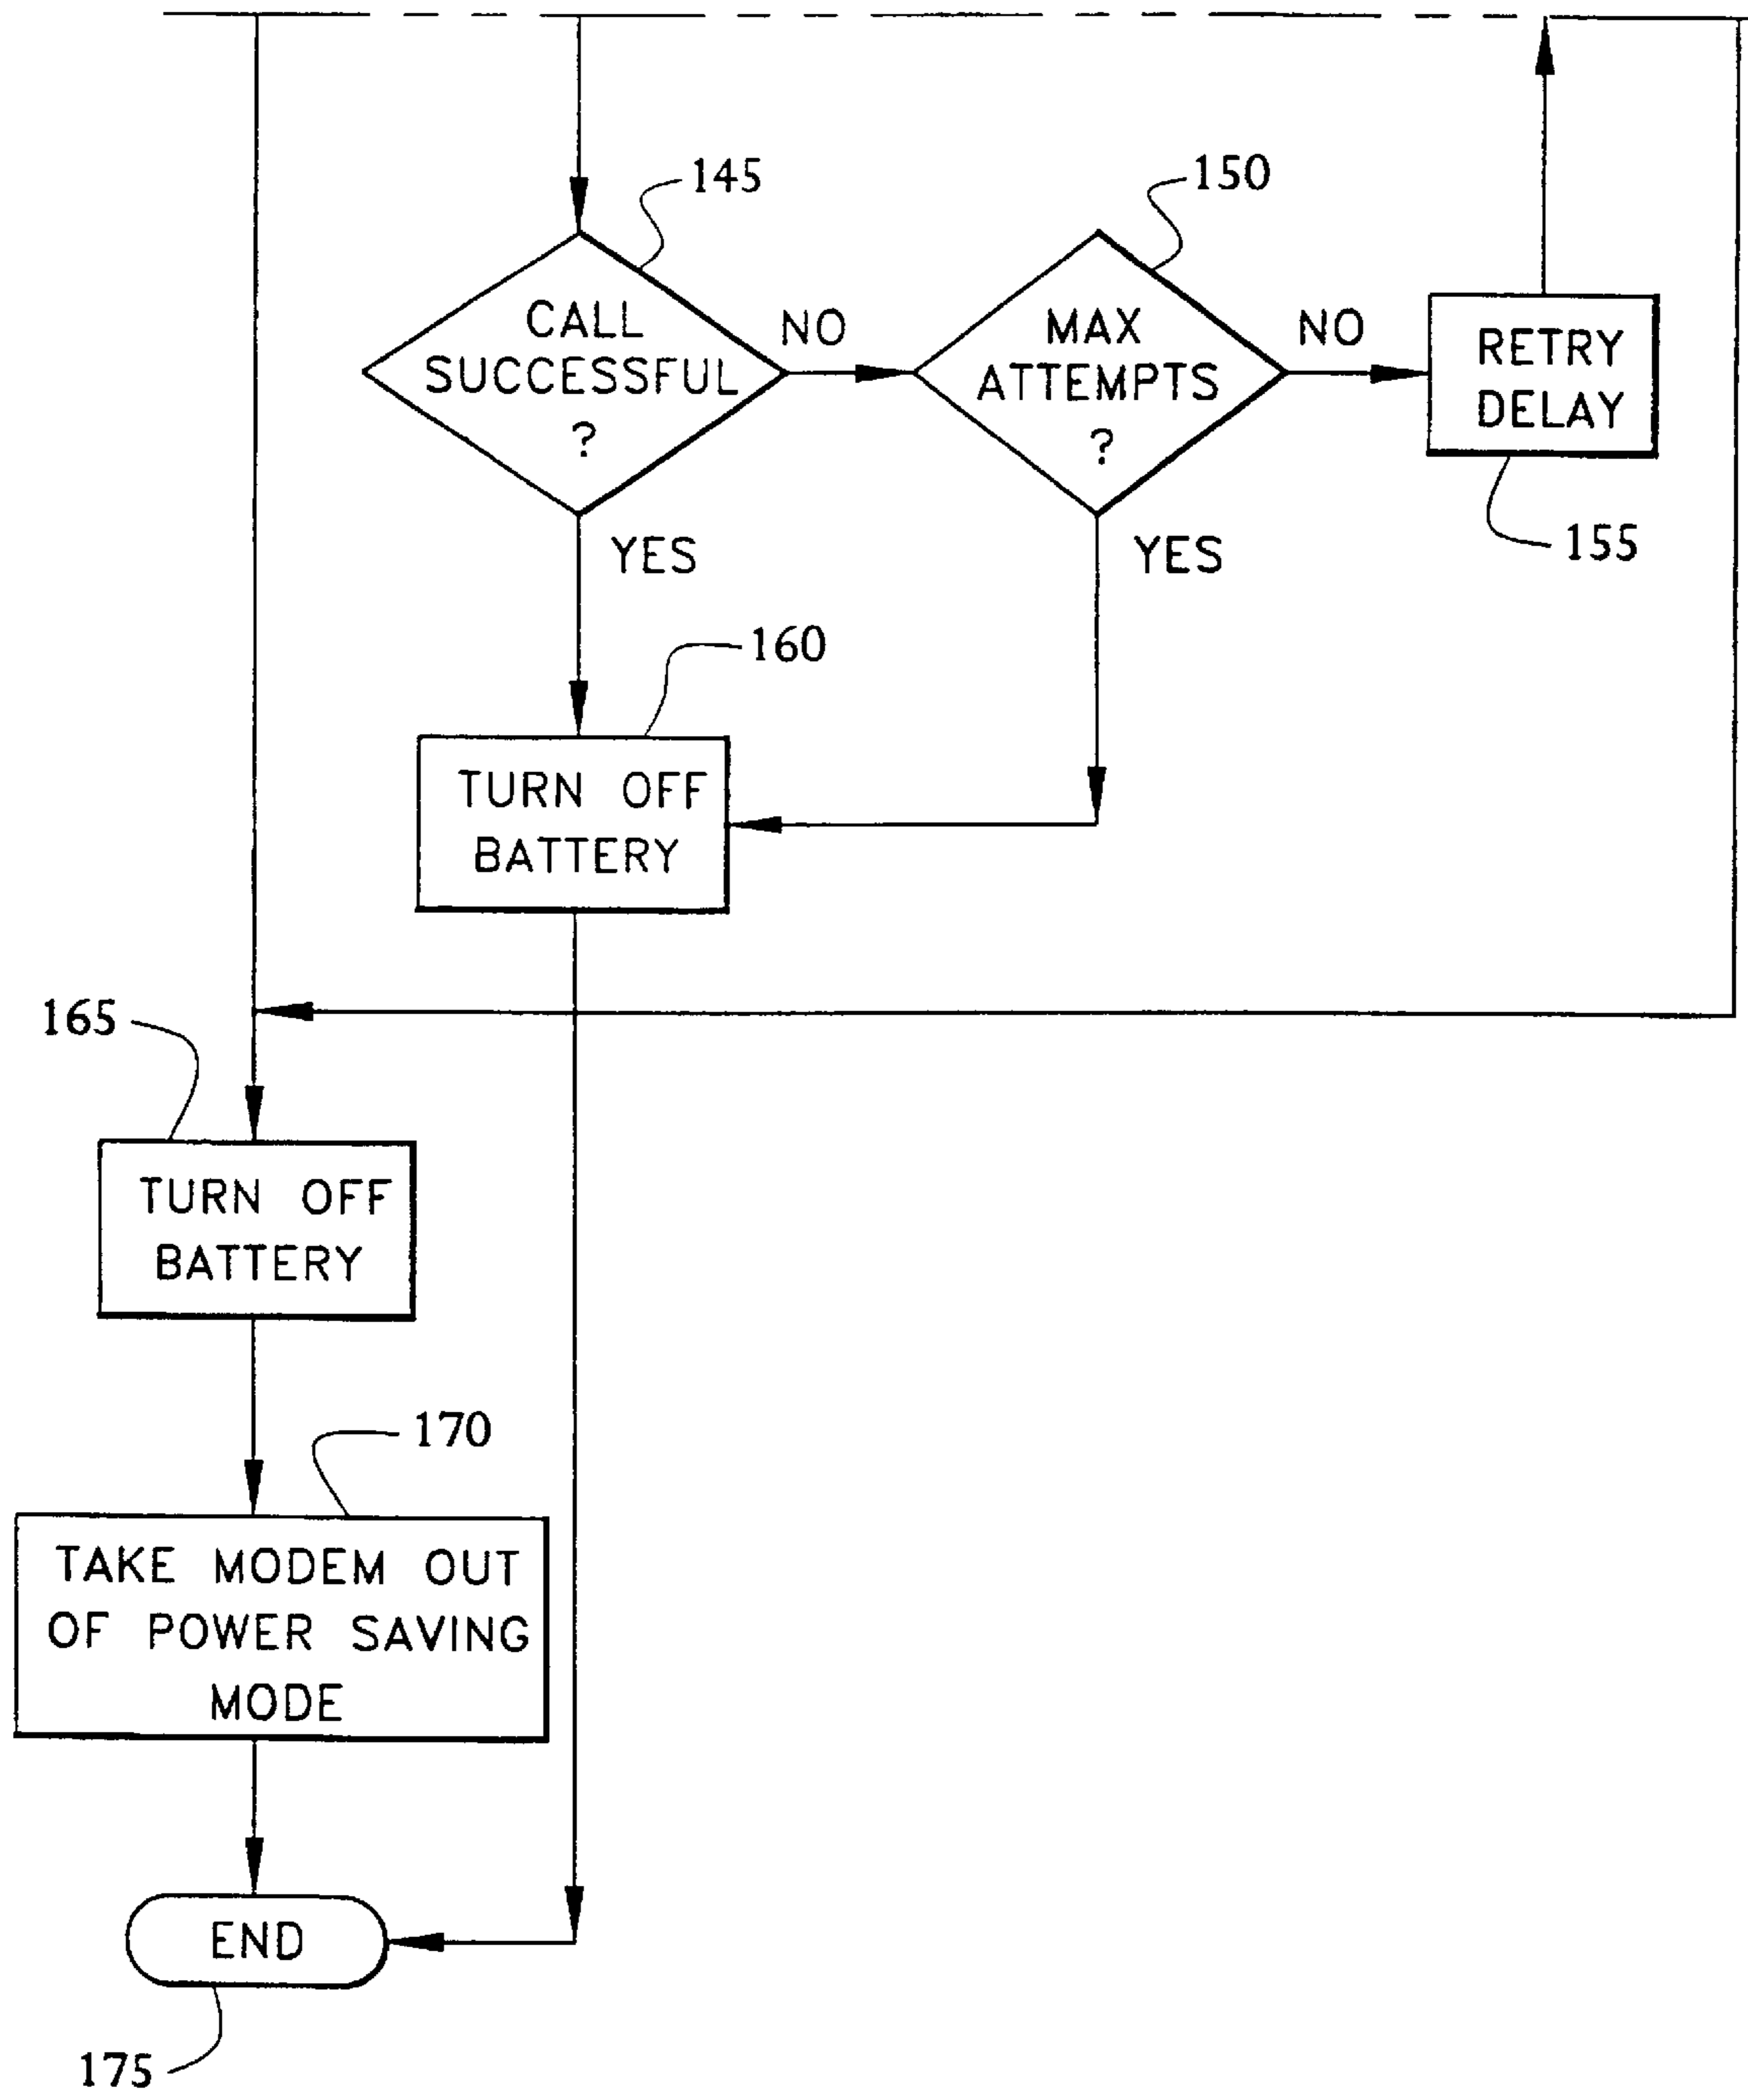 145
150
CALL
SUCCESSFUL
?
NO
MAX
ATTEMPTS
?
NO
RETRY
DELAY
155
YES
YES
160
TURN OFF
BATTERY
165
TURN OFF
BATTERY
170
TAKE MODEM OUT
OF POWER SAVING
MODE
END
175